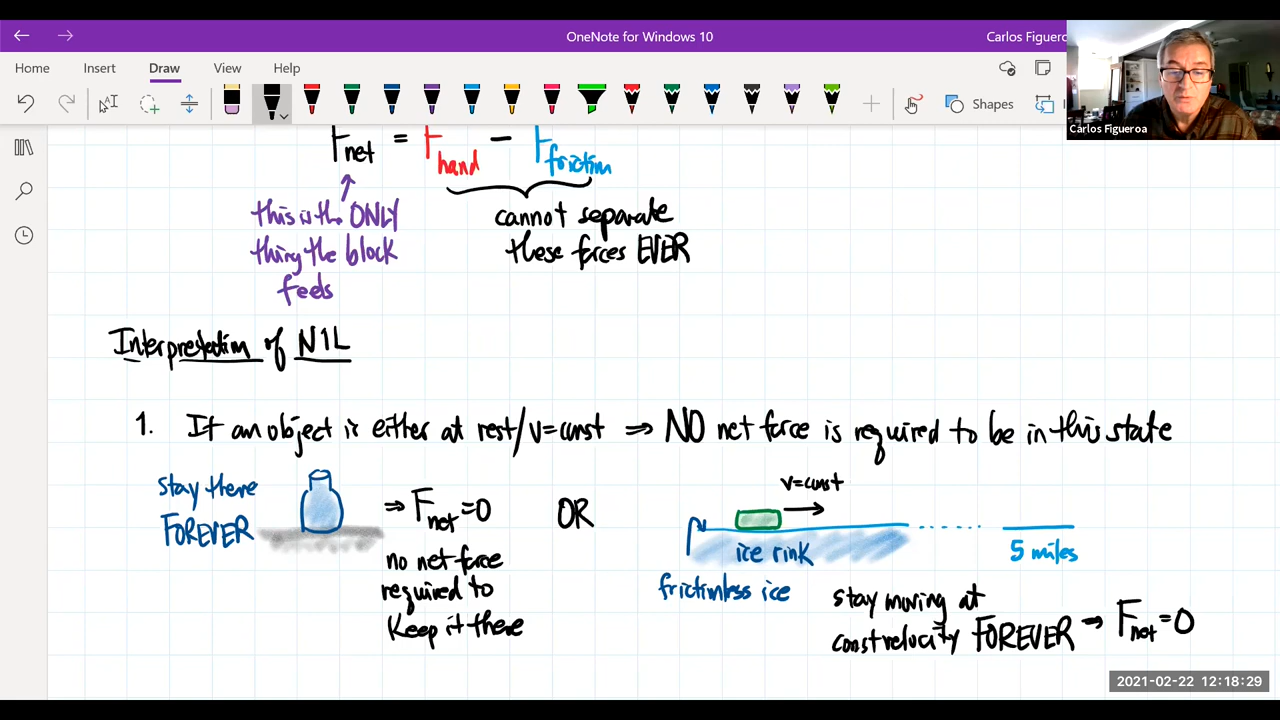 OneNote for Windows 10
Carlos Figuero
Home Insert Draw View Help
Shapes
Carlos Figueroa
Fnet = Fhand - Ffriction
this is the ONLY
thing the block
feels
cannot separate
these forces EVER
Interpretation of N1L
1. If an object is either at rest/v=const ⇒ NO net force is required to be in this state
stay there
FOREVER
⇒ Fnet=0
no net force
required to
keep it there
OR
v=const
ice rink
frictionless ice
5 miles
stay moving at
const velocity FOREVER → Fnet=0
2021-02-22 12:18:29